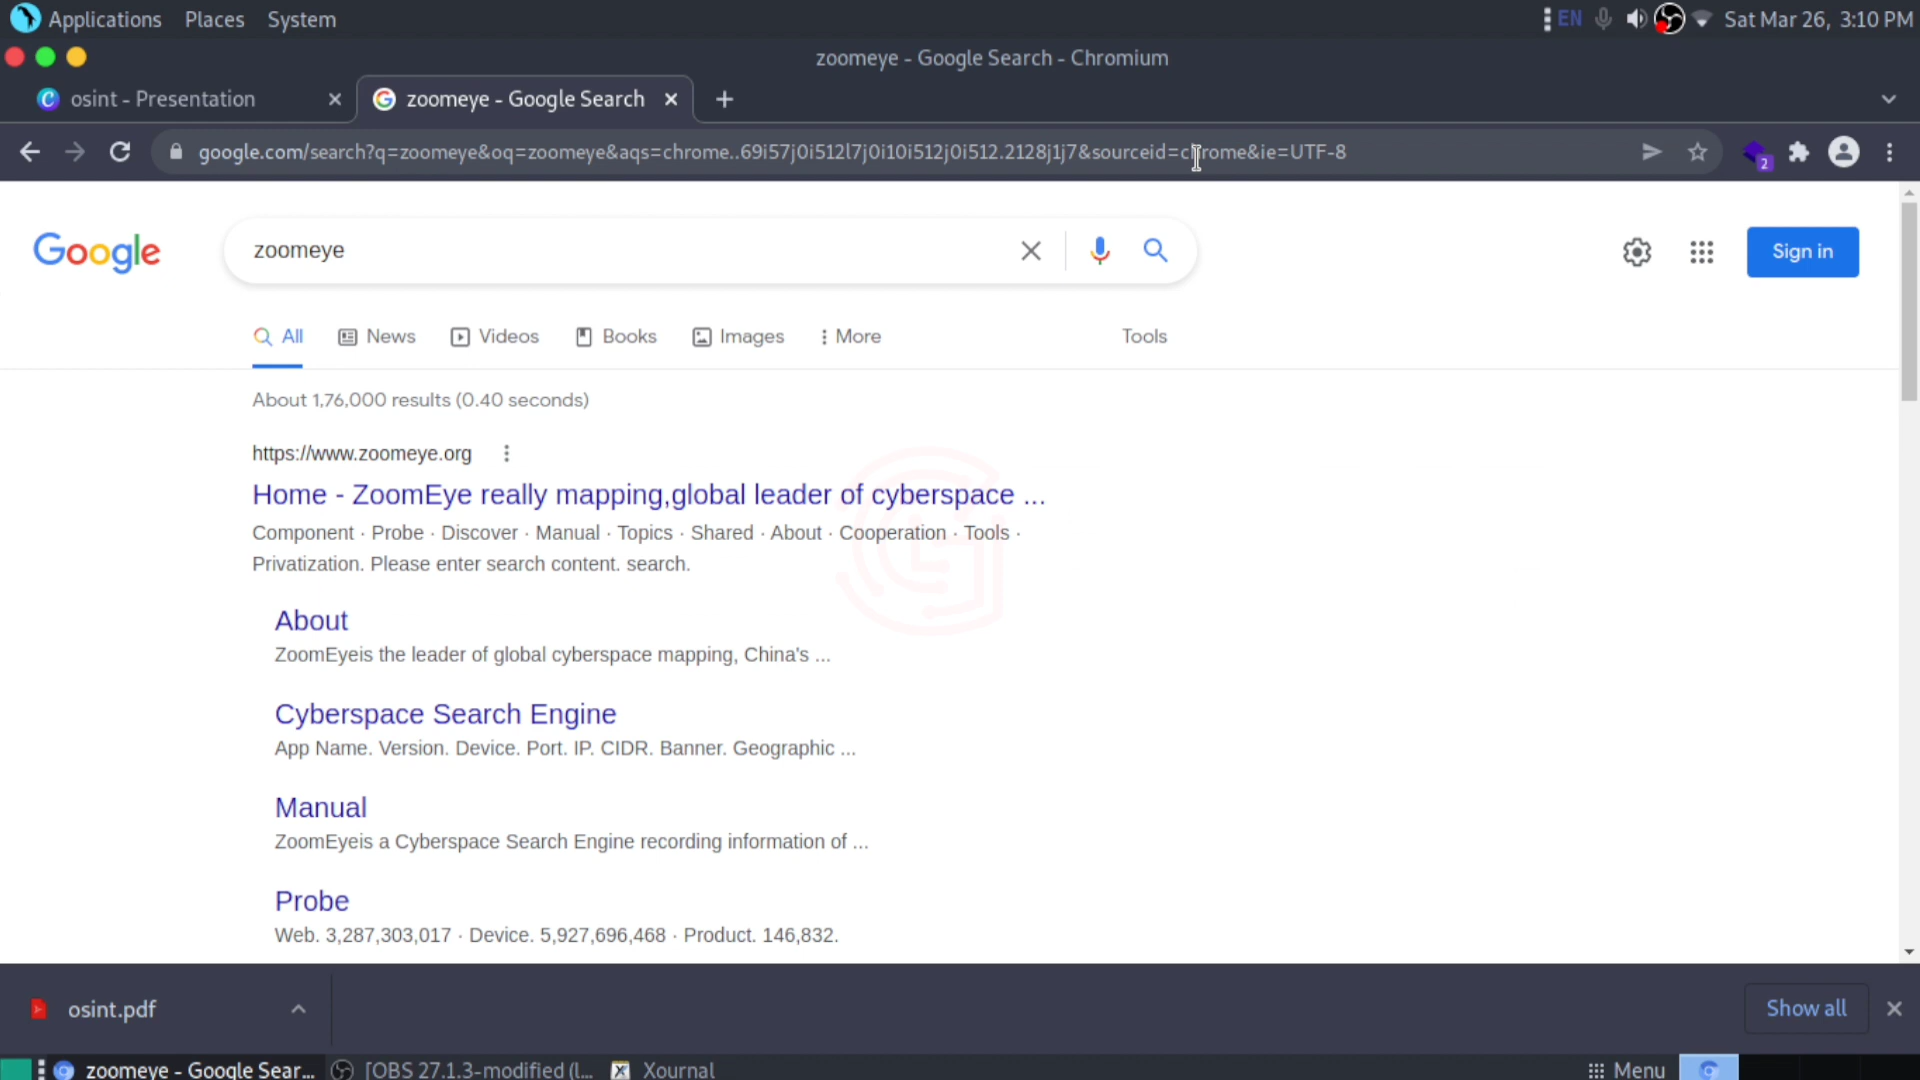 Applications Places System
EN Sat Mar 26, 3:10 PM
zoomeye - Google Search - Chromium
osint - Presentation
zoomeye - Google Search
google.com/search?q=zoomeye&oq=zoomeye&aqs=chrome..69i57j0i512l7j0i10i512j0i512.2128j1j7&sourceid=chrome&ie=UTF-8
2
Google
zoomeye
Sign in
All News Videos Books Images More Tools
About 1,76,000 results (0.40 seconds)
https://www.zoomeye.org
Home - ZoomEye really mapping,global leader of cyberspace ...
Component · Probe · Discover · Manual · Topics · Shared · About · Cooperation · Tools ·
Privatization. Please enter search content. search.
About
ZoomEyeis the leader of global cyberspace mapping, China's ...
Cyberspace Search Engine
App Name. Version. Device. Port. IP. CIDR. Banner. Geographic ...
Manual
ZoomEyeis a Cyberspace Search Engine recording information of ...
Probe
Web. 3,287,303,017 · Device. 5,927,696,468 · Product. 146,832.
osint.pdf
Show all
zoomeye - Google Sear...
[OBS 27.1.3-modified (l...
Xournal
Menu